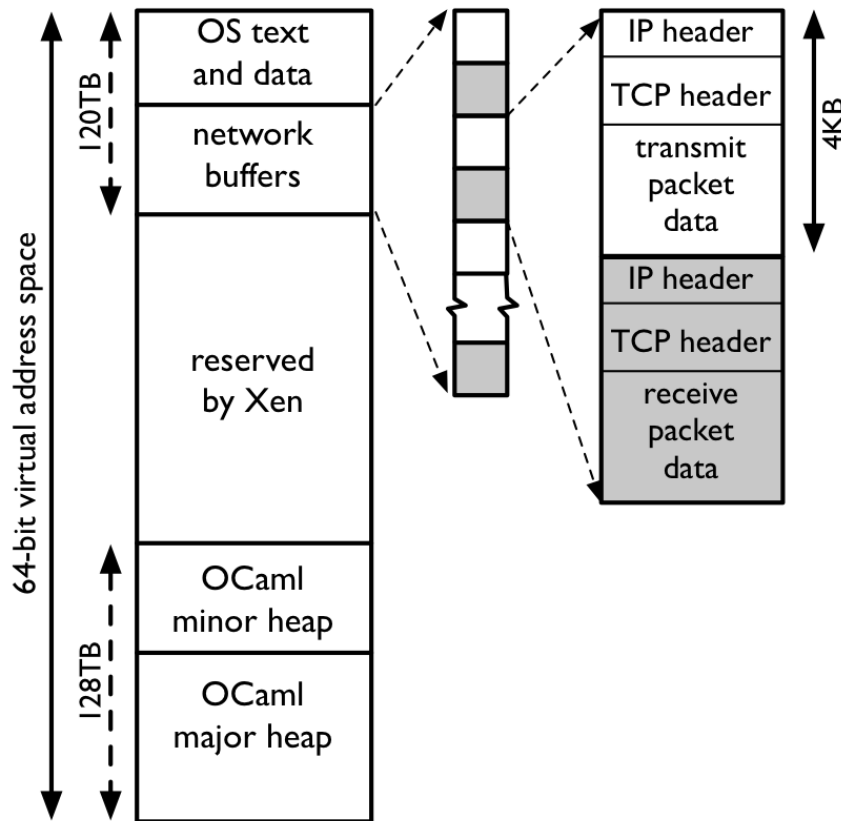 64-bit virtual address space
120TB
OS text
and data
network
buffers
reserved
by Xen
128TB
OCaml
minor heap
OCaml
major heap
IP header
TCP header
transmit
packet
data
4KB
IP header
TCP header
receive
packet
data